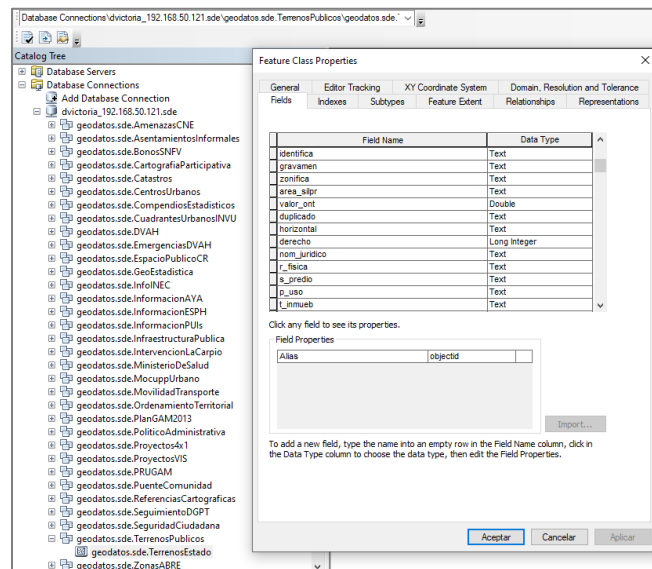 Database Connections\dvictoria_192.168.50.121.sde\geodatos.sde.TerrenosPublicos\geodatos.sde.'
Catalog Tree
Database Servers
Database Connections
Add Database Connection
dvictoria_192.168.50.121.sde
geodatos.sde.AmenazasCNE
geodatos.sde.AsentamientosInformales
geodatos.sde.BonosSNFV
geodatos.sde.CartografiaParticipativa
geodatos.sde.Catastros
geodatos.sde.CentrosUrbanos
geodatos.sde.CompendiosEstadisticos
geodatos.sde.CuadrantesUrbanosINVU
geodatos.sde.DVAH
geodatos.sde.EmergenciasDVAH
geodatos.sde.EspacioPublicoCR
geodatos.sde.GeoEstadistica
geodatos.sde.InfoINEC
geodatos.sde.InformacionAYA
geodatos.sde.InformacionESPH
geodatos.sde.InformacionPUIs
geodatos.sde.InfraestructuraPublica
geodatos.sde.IntervencionLaCarpio
geodatos.sde.MinisterioDeSalud
geodatos.sde.MocuppUrbano
geodatos.sde.MovilidadTransporte
geodatos.sde.OrdenamientoTerritorial
geodatos.sde.PlanGAM2013
geodatos.sde.PoliticoAdministrativa
geodatos.sde.Proyectos4x1
geodatos.sde.ProyectosVIS
geodatos.sde.PRUGAM
geodatos.sde.PuenteComunidad
geodatos.sde.ReferenciasCartograficas
geodatos.sde.SeguimientoDGPT
geodatos.sde.SeguridadCiudadana
geodatos.sde.TerrenosPublicos
geodatos.sde.TerrenosEstado
geodatos.sde.ZonasABRE
Feature Class Properties
General Editor Tracking XY Coordinate System Domain, Resolution and Tolerance
Fields Indexes Subtypes Feature Extent Relationships Representations
Field Name Data Type
identifica Text
gravamen Text
zonifica Text
area_silpr Text
valor_ont Double
duplicado Text
horizontal Text
derecho Long Integer
nom_juridico Text
r_fisica Text
s_predio Text
p_uso Text
t_inmueb Text
Click any field to see its properties.
Field Properties
Alias objectid
Import...
To add a new field, type the name into an empty row in the Field Name column, click in
the Data Type column to choose the data type, then edit the Field Properties.
Aceptar Cancelar Aplicar